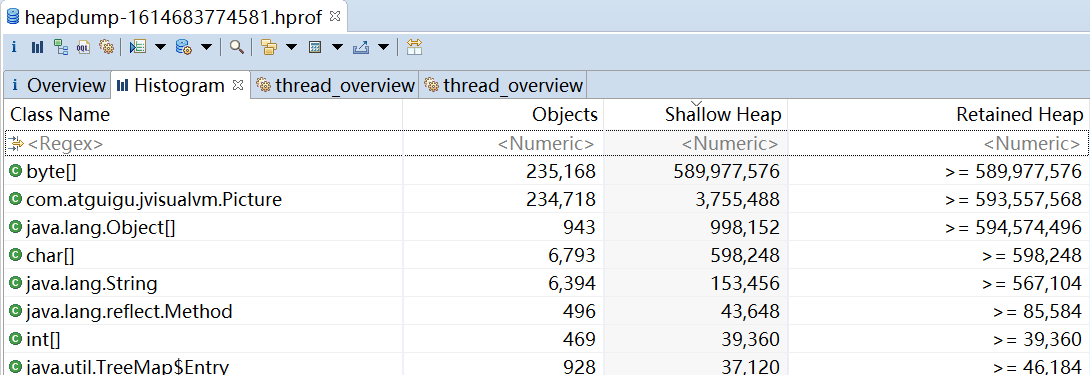 heapdump-1614683774581.hprof
i OQL
i Overview Histogram thread_overview thread_overview
Class Name Objects Shallow Heap Retained Heap
<Regex> <Numeric> <Numeric> <Numeric>
byte[] 235,168 589,977,576 >= 589,977,576
com.atguigu.jvisualvm.Picture 234,718 3,755,488 >= 593,557,568
java.lang.Object[] 943 998,152 >= 594,574,496
char[] 6,793 598,248 >= 598,248
java.lang.String 6,394 153,456 >= 567,104
java.lang.reflect.Method 496 43,648 >= 85,584
int[] 469 39,360 >= 39,360
java.util.TreeMap$Entry 928 37,120 >= 46,184